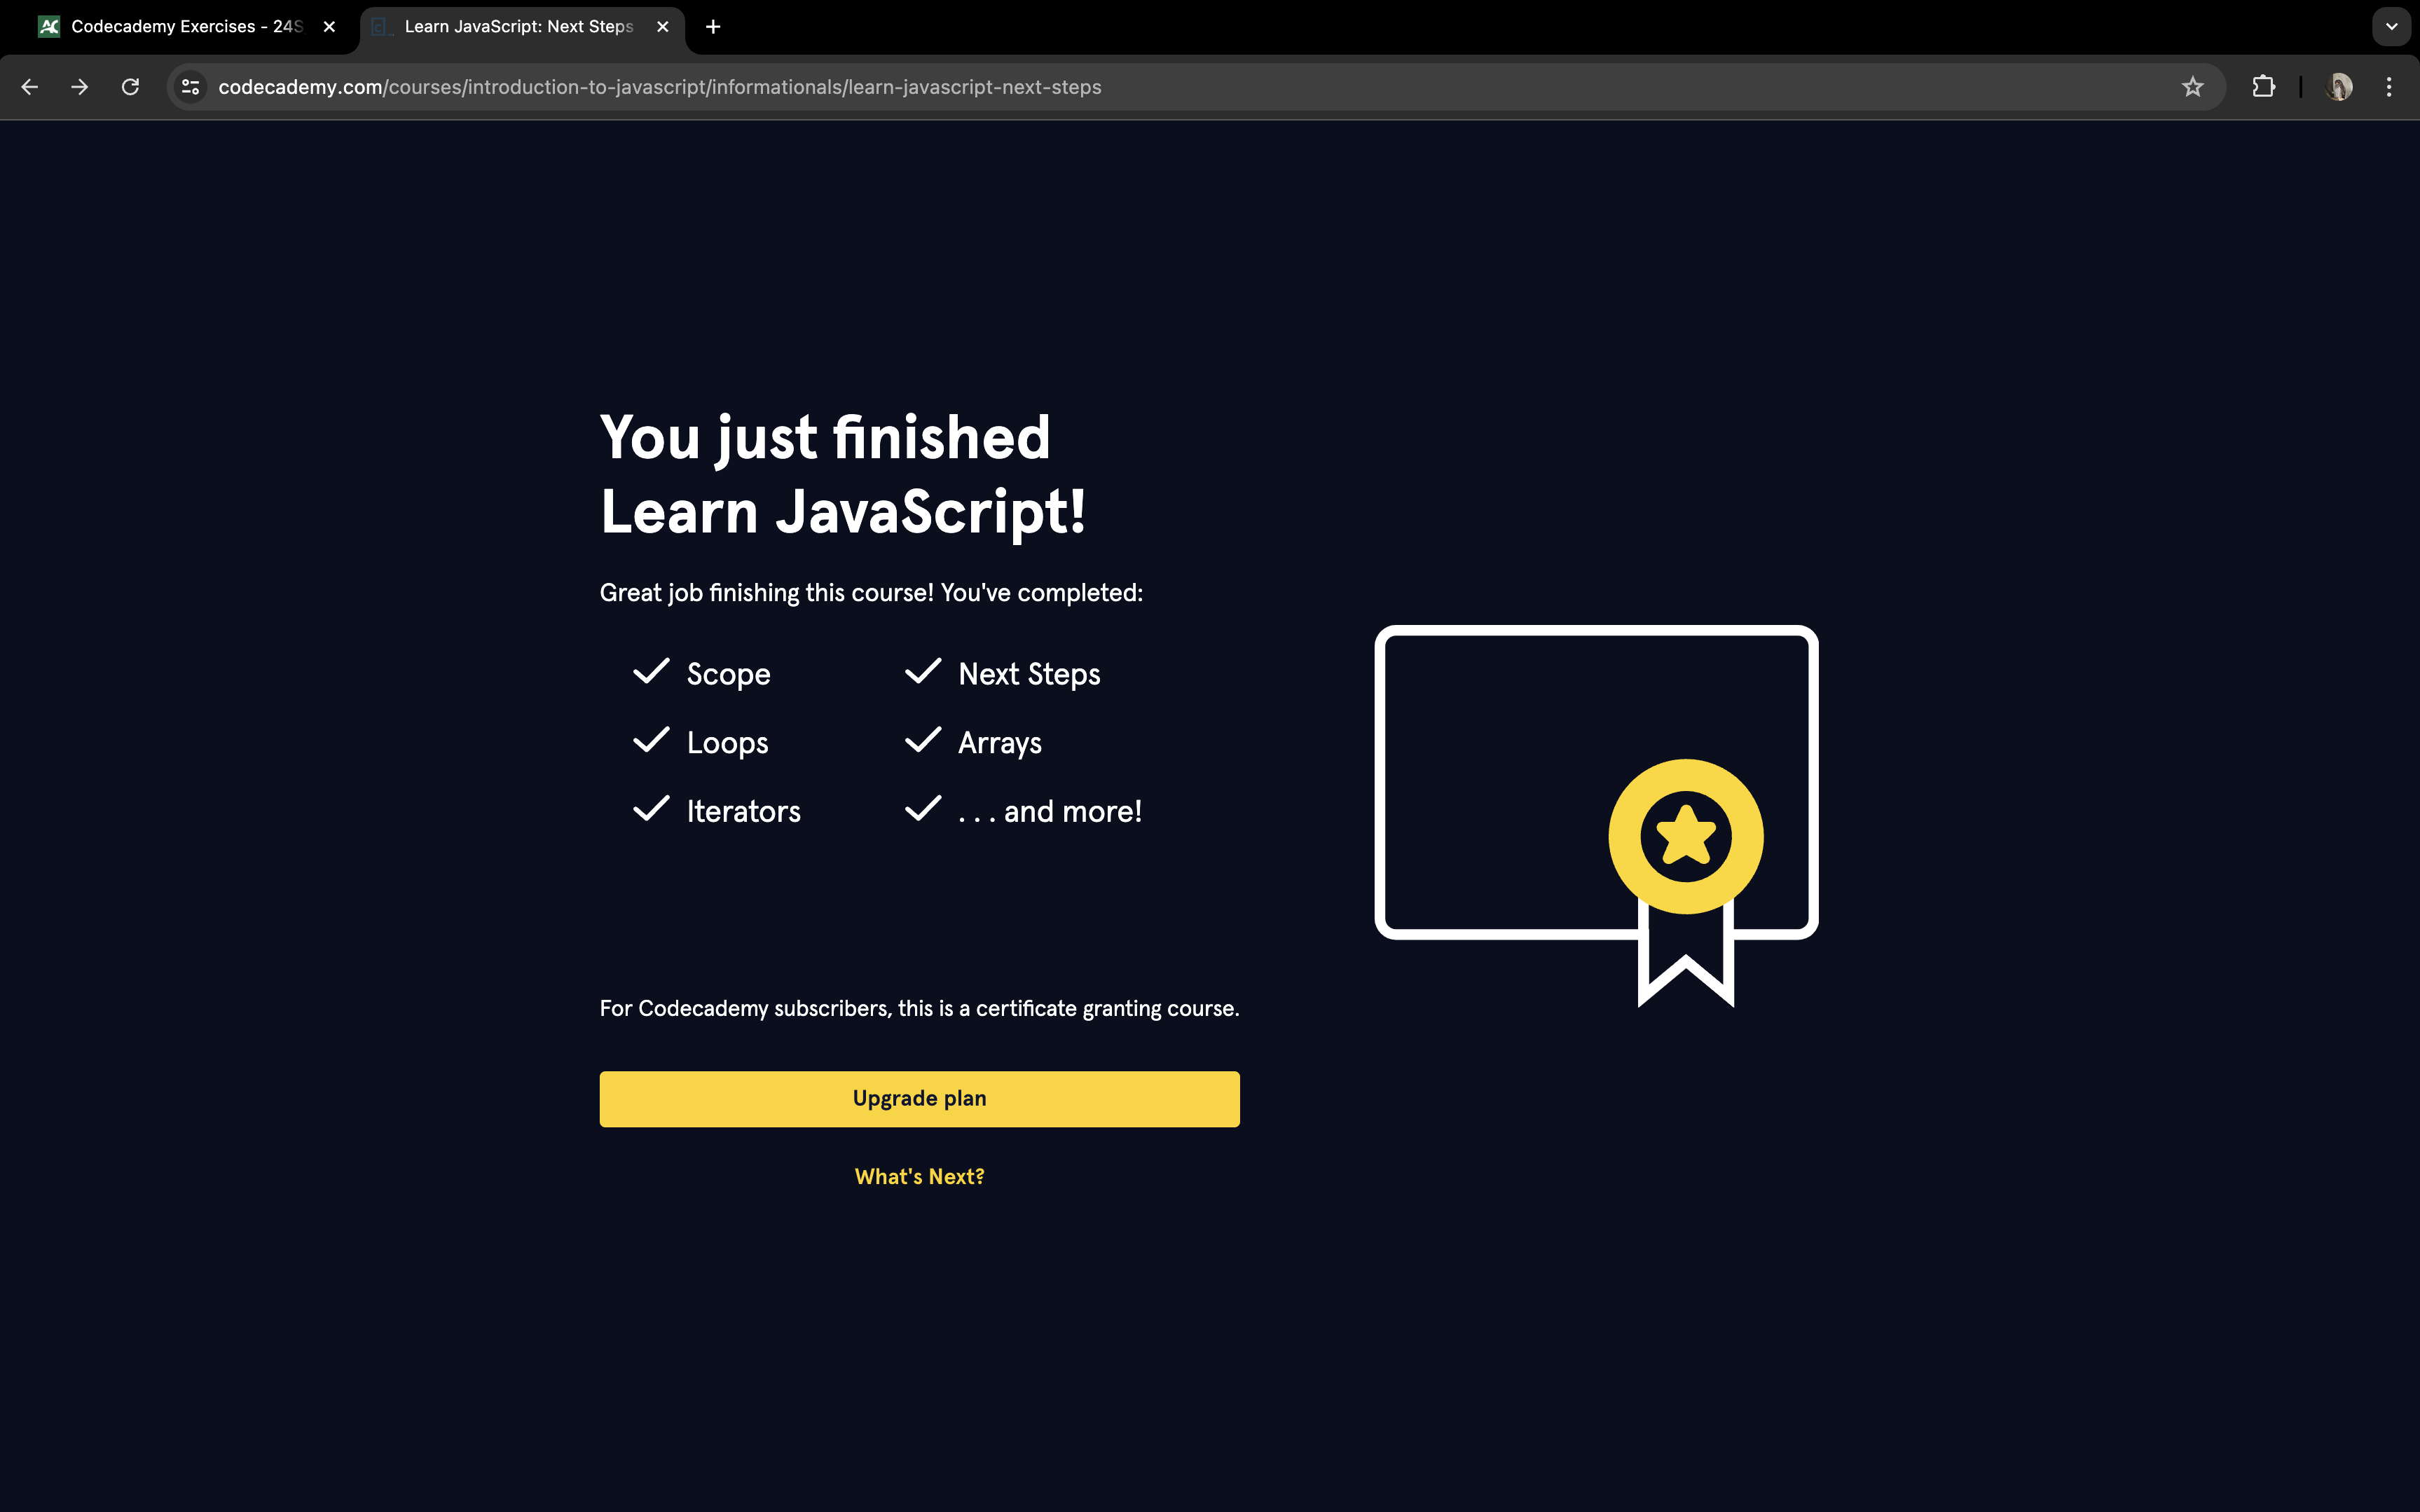 Codecademy Exercises - 24S
Learn JavaScript: Next Steps
codecademy.com/courses/introduction-to-javascript/informationals/learn-javascript-next-steps
You just finished
Learn JavaScript!
Great job finishing this course! You've completed:
Scope
Next Steps
Loops
Arrays
Iterators
. . . and more!
For Codecademy subscribers, this is a certificate granting course.
Upgrade plan
What's Next?